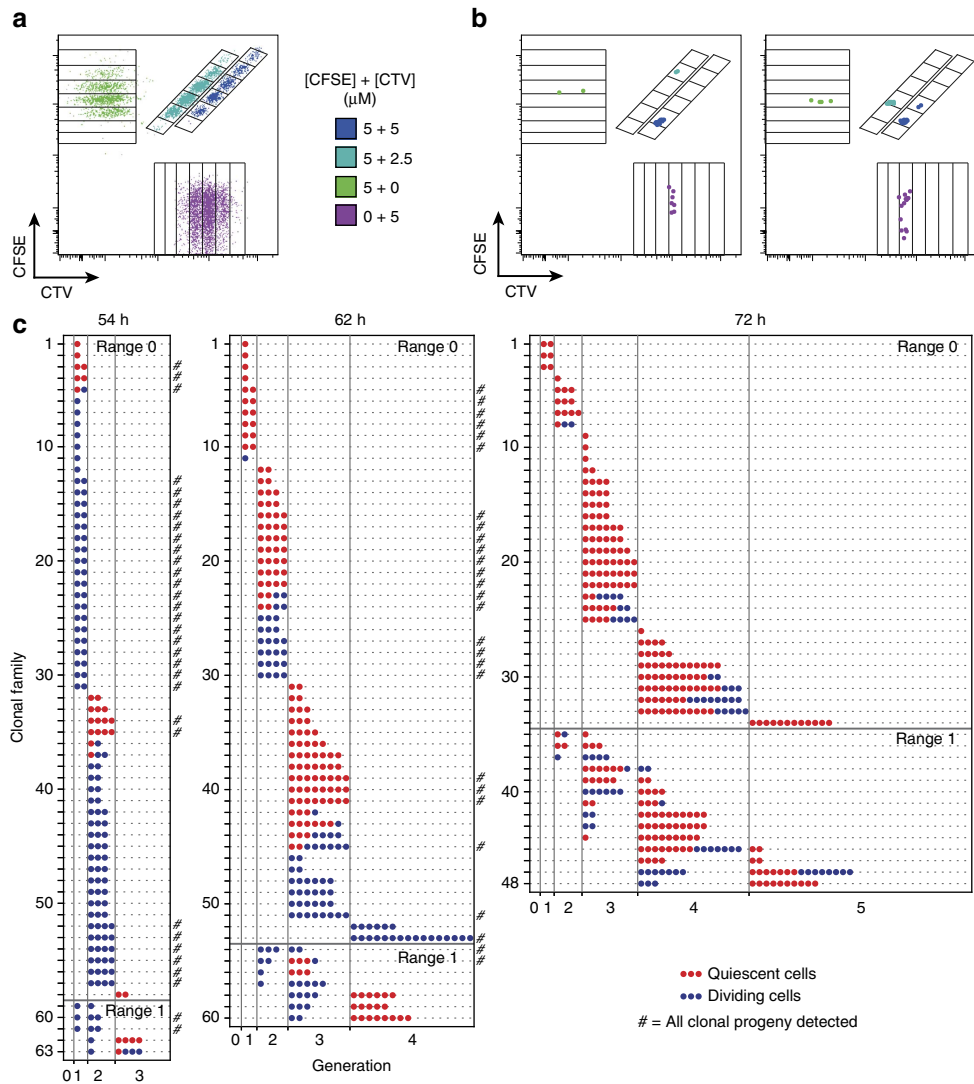 a
b
[CFSE] + [CTV]
(µM)
5 + 5
5 + 2.5
5 + 0
0 + 5
CFSE
CTV
CFSE
CTV
c
54 h
62 h
72 h
Range 0
Range 0
Range 0
1
10
20
30
40
50
60
63
1
10
20
30
40
50
60
1
10
20
30
40
48
Clonal family
# # # # # # # # # # # # # # # # # # # # # # # # # # # # # # # #
# # # # # # # # # # # # # # # # # # # # # # # # # # #
Range 1
Range 1
Range 1
0 1 2 3
0 1 2 3 4
0 1 2 3 4 5
Generation
Quiescent cells
Dividing cells
# = All clonal progeny detected